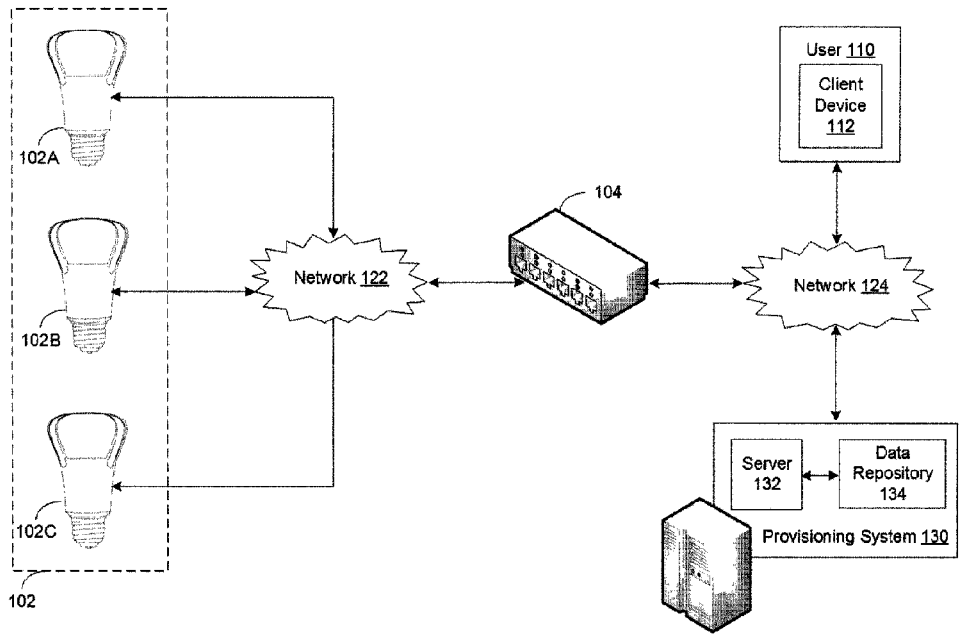 102A
102B
102C
102
Network 122
104
User 110
Client
Device
112
Network 124
Server
132
Data
Repository
134
Provisioning System 130